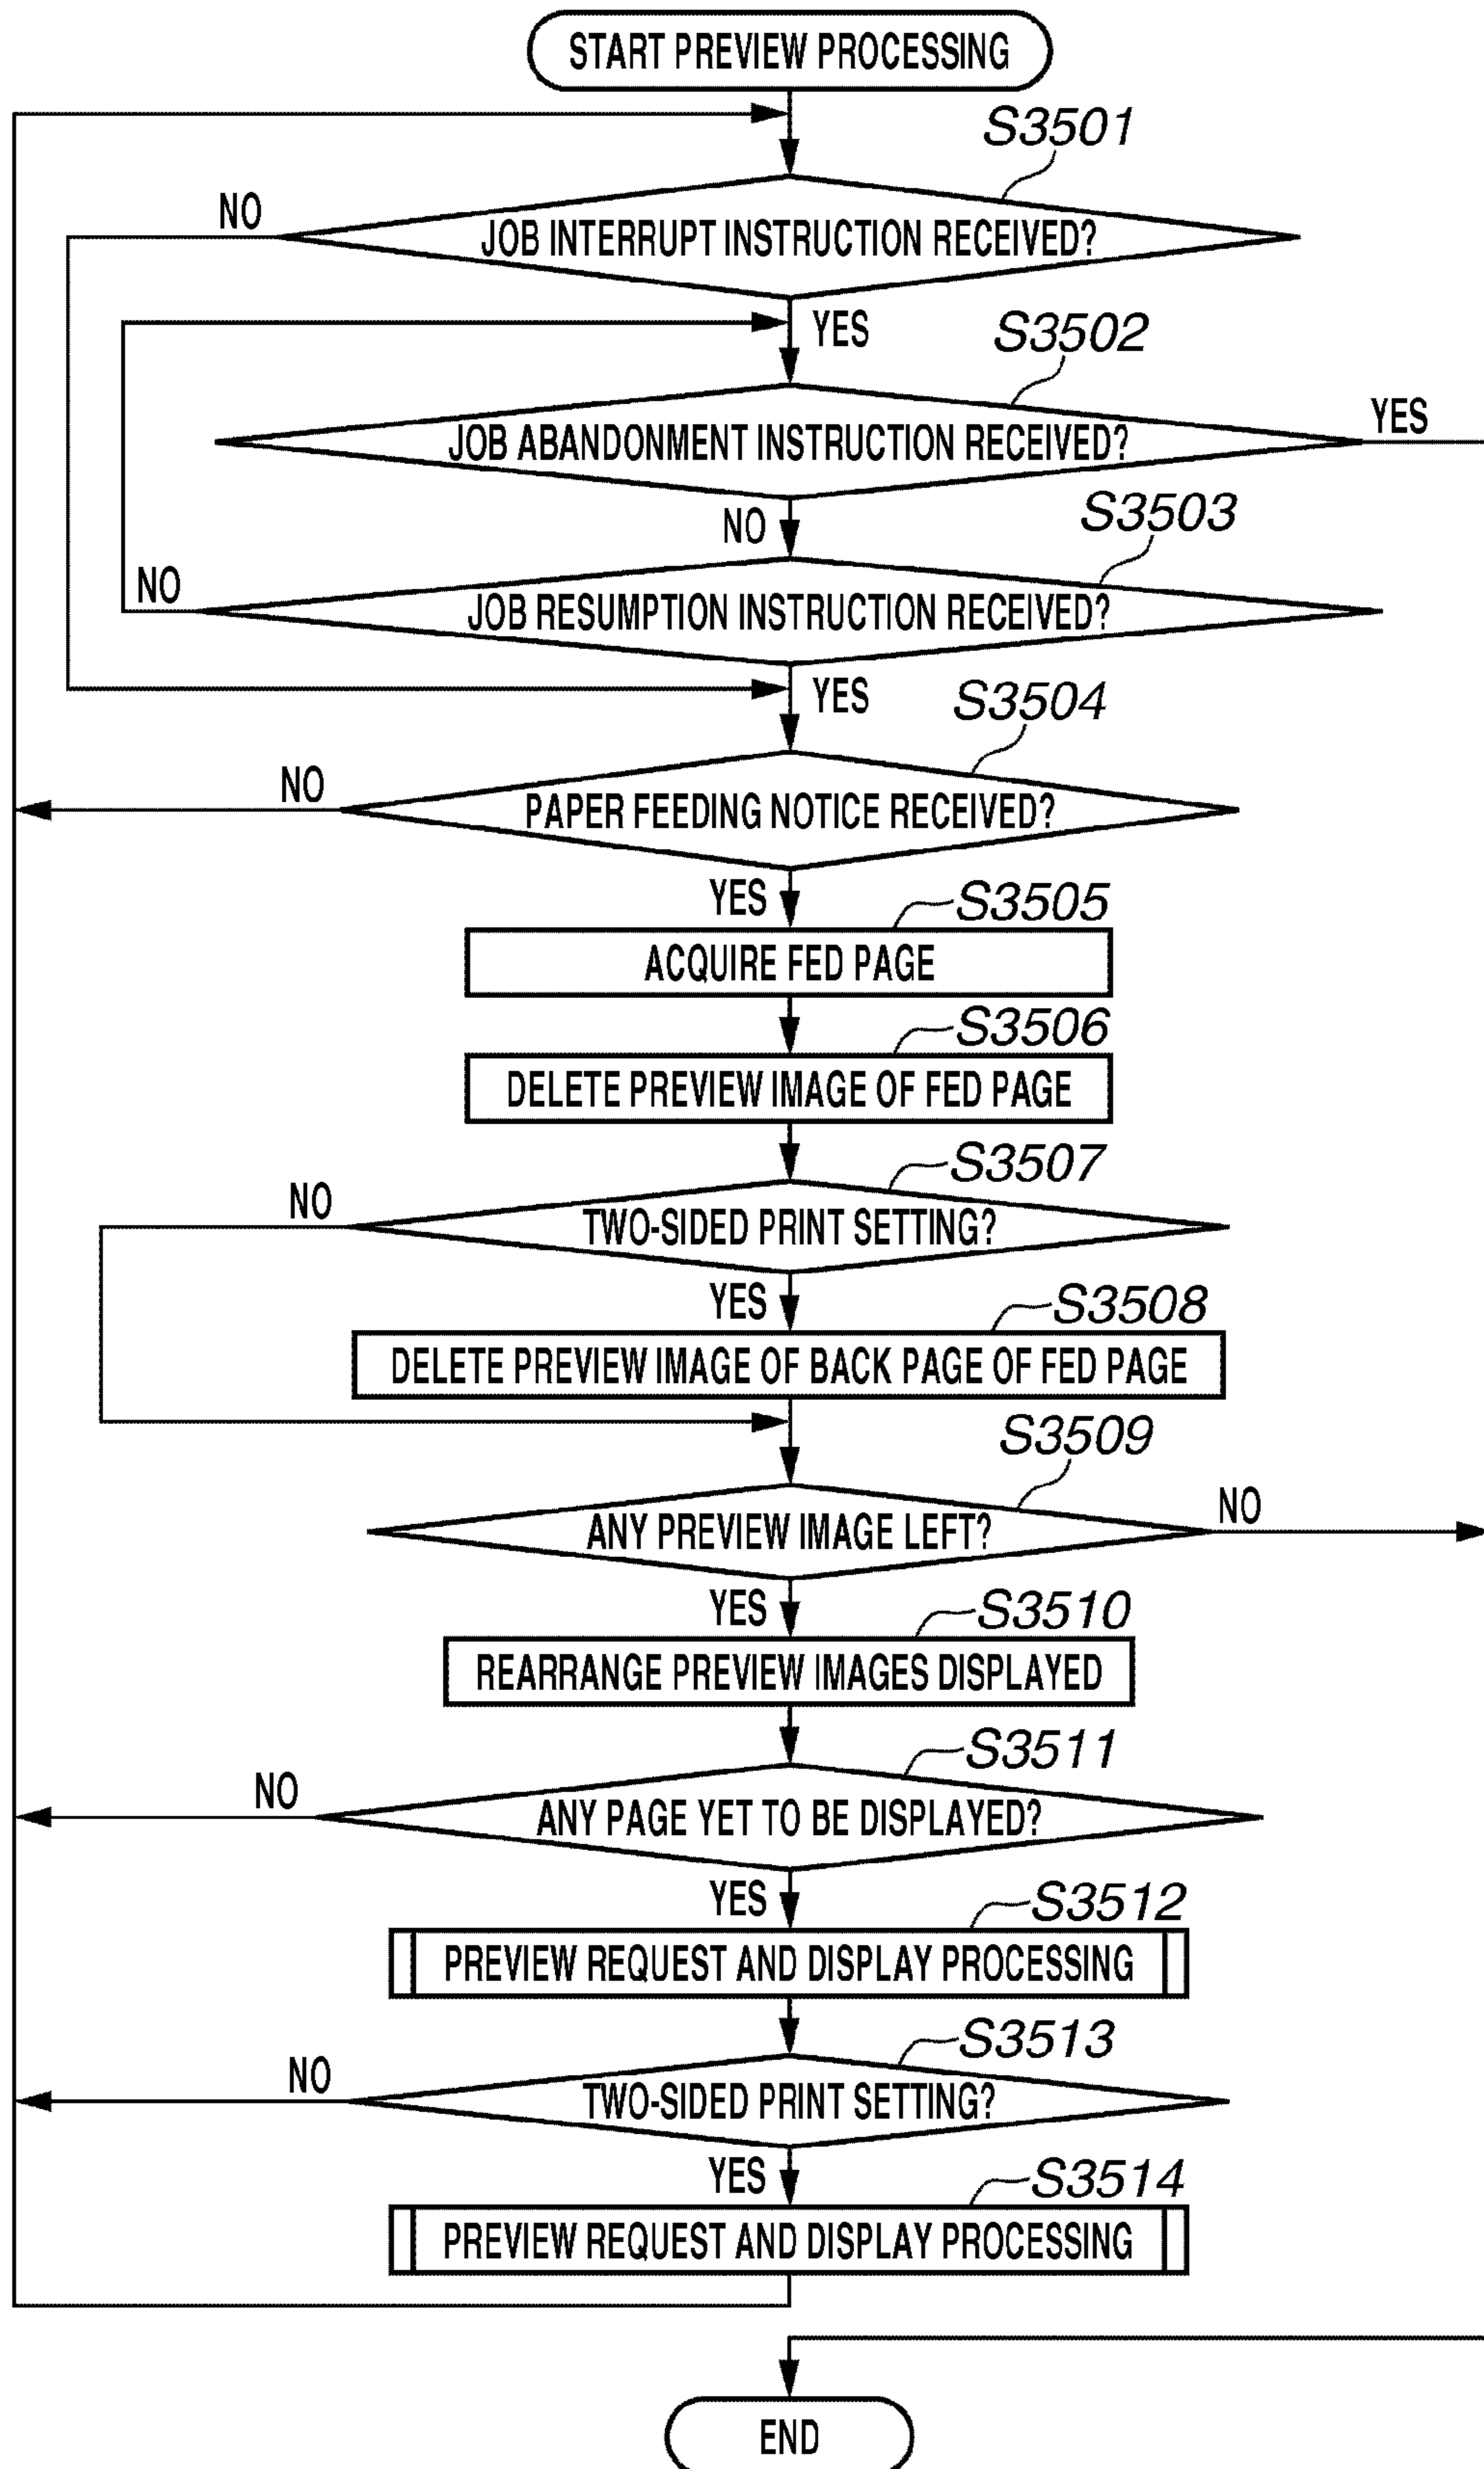 START PREVIEW PROCESSING
S3501
NO
JOB INTERRUPT INSTRUCTION RECEIVED?
YES
S3502
YES
JOB ABANDONMENT INSTRUCTION RECEIVED?
NO
S3503
NO
JOB RESUMPTION INSTRUCTION RECEIVED?
YES
S3504
NO
PAPER FEEDING NOTICE RECEIVED?
YES
S3505
ACQUIRE FED PAGE
S3506
DELETE PREVIEW IMAGE OF FED PAGE
S3507
NO
TWO-SIDED PRINT SETTING?
YES
S3508
DELETE PREVIEW IMAGE OF BACK PAGE OF FED PAGE
S3509
NO
ANY PREVIEW IMAGE LEFT?
YES
S3510
REARRANGE PREVIEW IMAGES DISPLAYED
S3511
NO
ANY PAGE YET TO BE DISPLAYED?
YES
S3512
PREVIEW REQUEST AND DISPLAY PROCESSING
S3513
NO
TWO-SIDED PRINT SETTING?
YES
S3514
PREVIEW REQUEST AND DISPLAY PROCESSING
END